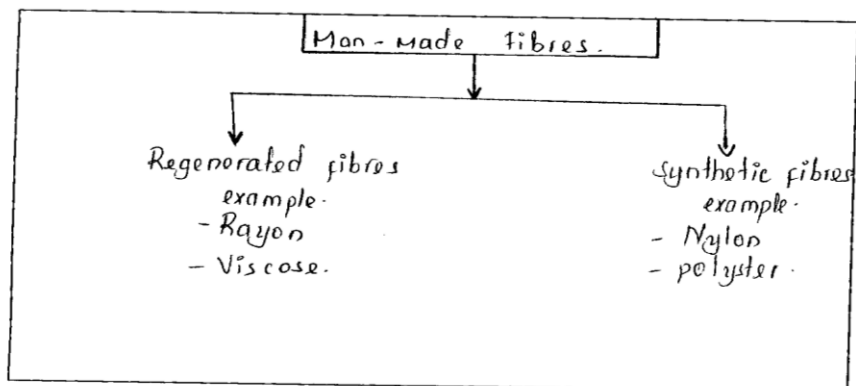 Man-made Fibres.
Regenerated fibres
example.
- Rayon
- Viscose.
Synthetic fibres
example.
- Nylon
- polyster.